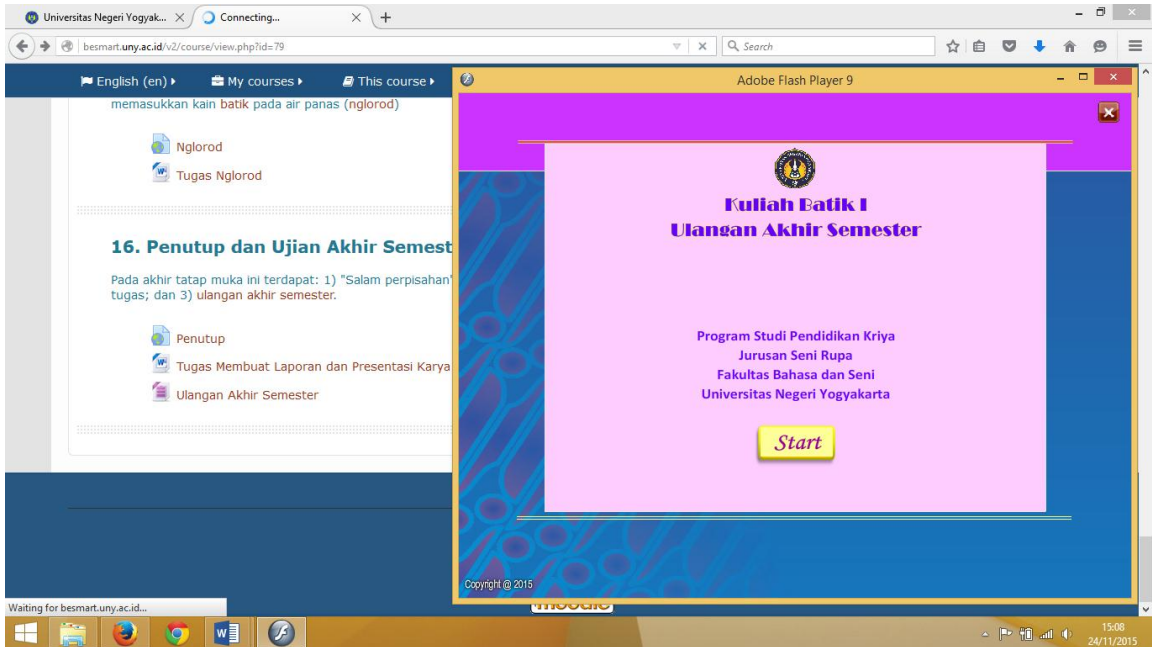 Universitas Negeri Yogyak...
Connecting...
besmart.uny.ac.id/v2/course/view.php?id=79
Search
English (en)
My courses
This course
memasukkan kain batik pada air panas (nglorod)
Nglorod
Tugas Nglorod
16. Penutup dan Ujian Akhir Semest
Pada akhir tatap muka ini terdapat: 1) "Salam perpisahan"
tugas; dan 3) ulangan akhir semester.
Penutup
Tugas Membuat Laporan dan Presentasi Karya
Ulangan Akhir Semester
Adobe Flash Player 9
Kuliah Batik I
Ulangan Akhir Semester
Program Studi Pendidikan Kriya
Jurusan Seni Rupa
Fakultas Bahasa dan Seni
Universitas Negeri Yogyakarta
Start
Copyright @ 2015
moodle
Waiting for besmart.uny.ac.id...
15:08
24/11/2015